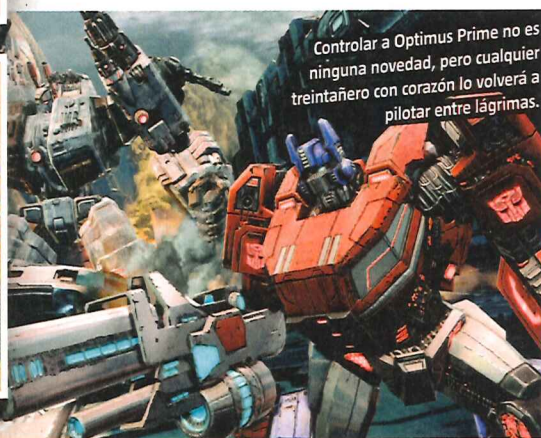 Controlar a Optimus Prime no es
ninguna novedad, pero cualquier
treintañero con corazón lo volverá a
pilotar entre lágrimas.